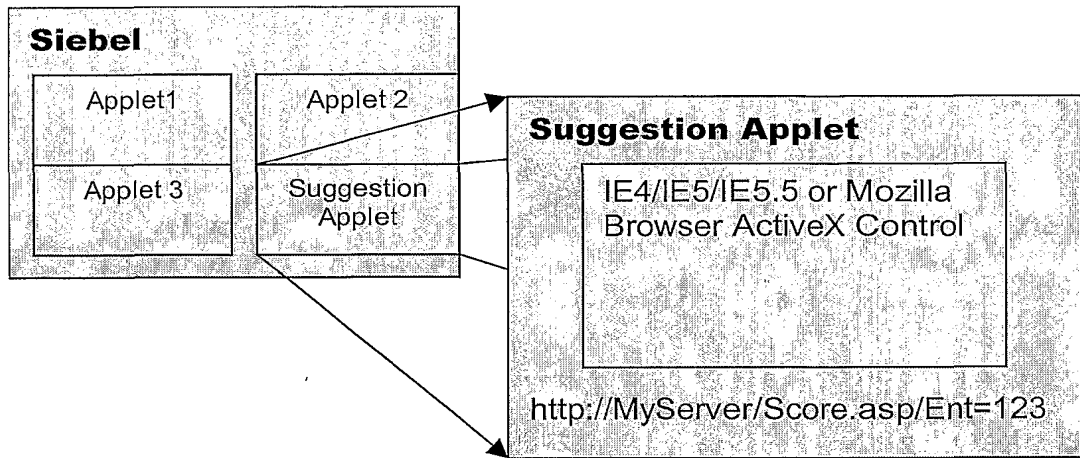 Siebel
Applet1
Applet 2
Applet 3
Suggestion
Applet
Suggestion Applet
IE4/IE5/IE5.5 or Mozilla
Browser ActiveX Control
http://MyServer/Score.asp/Ent=123